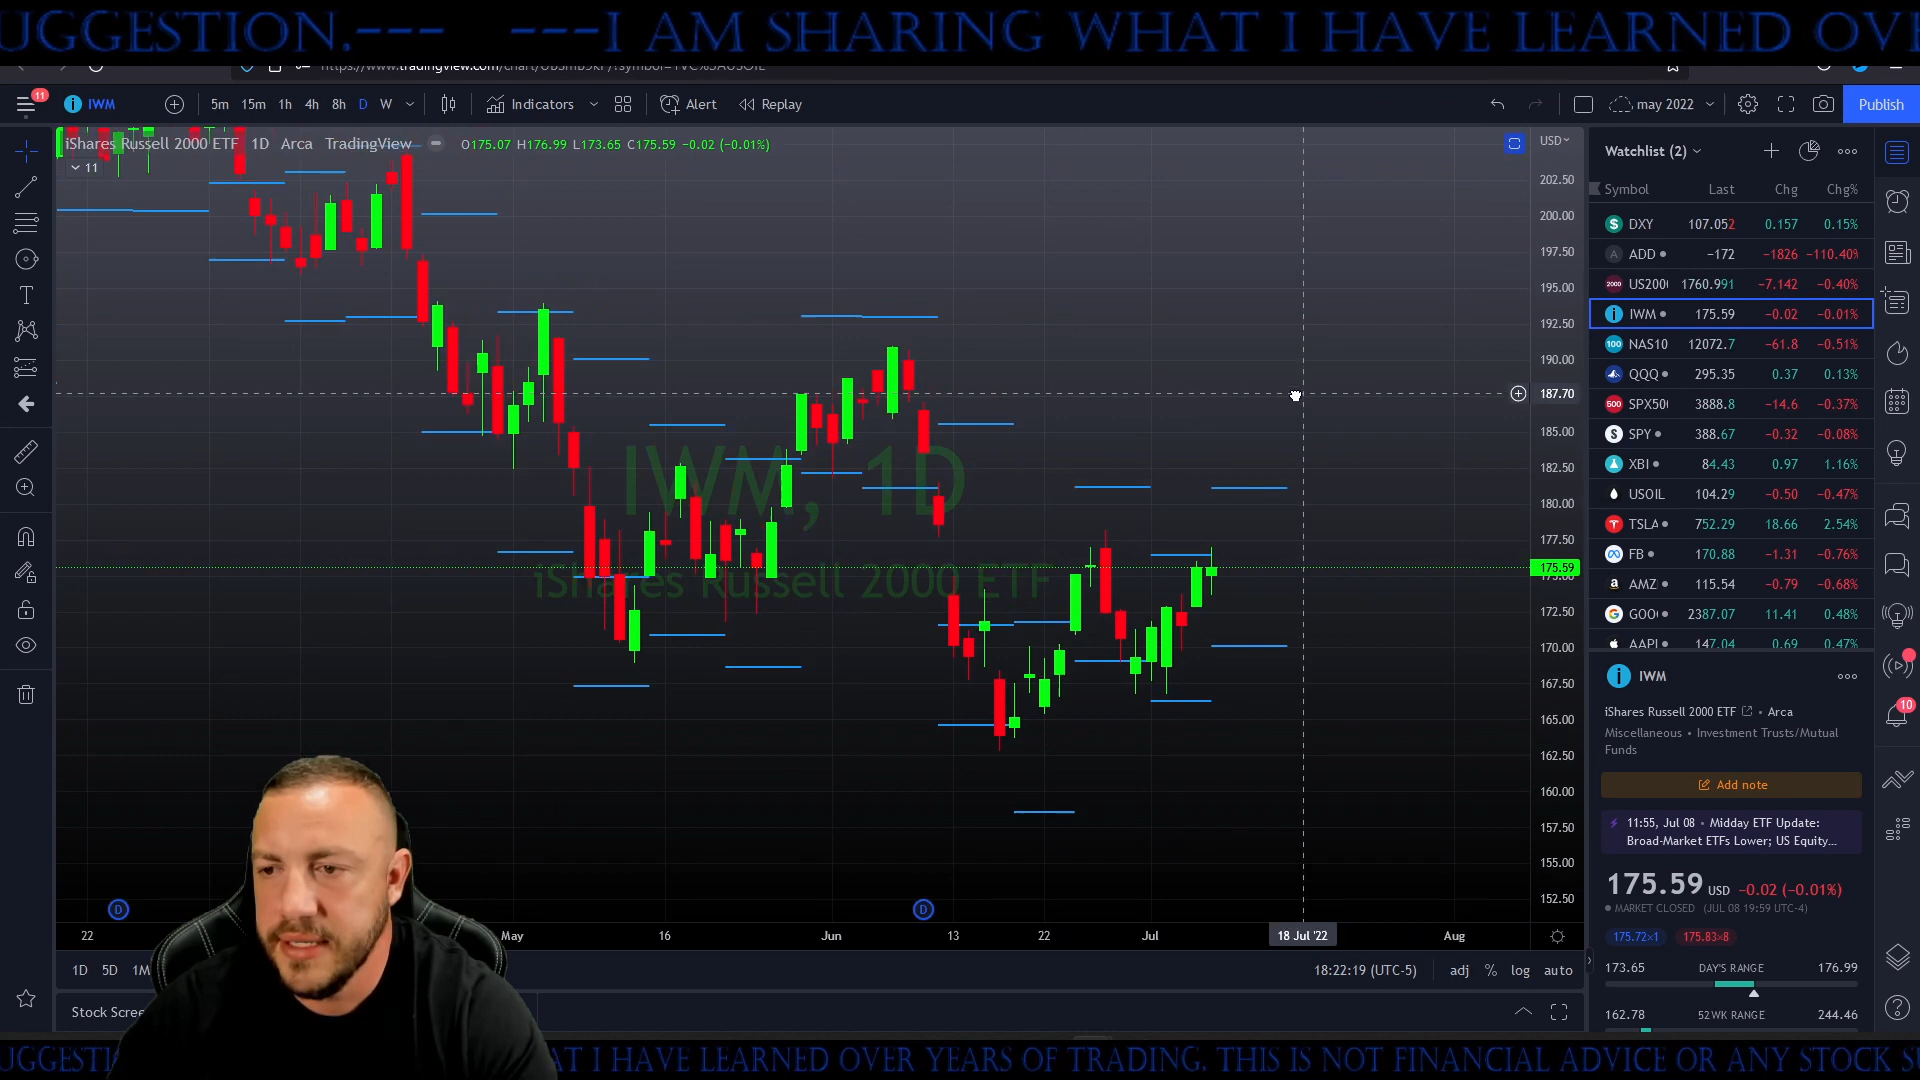 UGGESTION.--- ---I AM SHARING WHAT I HAVE LEARNED OVE
11
IWM
5m 15m 1h 4h 8h D W
Indicators
Alert
Replay
may 2022
Publish
iShares Russell 2000 ETF 1D Arca TradingView
O175.07 H176.99 L173.65 C175.59 −0.02 (−0.01%)
11
USD
202.50
200.00
197.50
195.00
192.50
190.00
187.70
185.00
182.50
180.00
177.50
175.59
172.50
170.00
167.50
165.00
162.50
160.00
157.50
155.00
152.50
IWM, 1D
iShares Russell 2000 ETF
D
D
22 May 16 Jun 13 22 Jul 18 Jul '22 Aug
1D 5D 1M
18:22:19 (UTC-5) adj % log auto
Stock Scree
Watchlist (2)
Symbol Last Chg Chg%
DXY 107.052 0.157 0.15%
ADD −172 −1826 −110.40%
US200 1760.991 −7.142 −0.40%
IWM 175.59 −0.02 −0.01%
NAS10 12072.7 −61.8 −0.51%
QQQ 295.35 0.37 0.13%
SPX50 3888.8 −14.6 −0.37%
SPY 388.67 −0.32 −0.08%
XBI 84.43 0.97 1.16%
USOIL 104.29 −0.50 −0.47%
TSLA 752.29 18.66 2.54%
FB 170.88 −1.31 −0.76%
AMZ 115.54 −0.79 −0.68%
GOO 2387.07 11.41 0.48%
AAPL 147.04 0.69 0.47%
IWM
iShares Russell 2000 ETF • Arca
Miscellaneous • Investment Trusts/Mutual
Funds
Add note
11:55, Jul 08 • Midday ETF Update:
Broad-Market ETFs Lower; US Equity...
175.59 USD −0.02 (−0.01%)
MARKET CLOSED (JUL 08 19:59 UTC-4)
175.72×1 175.83×8
173.65 DAY'S RANGE 176.99
162.78 52WK RANGE 244.46
10
UGGESTI AT I HAVE LEARNED OVER YEARS OF TRADING. THIS IS NOT FINANCIAL ADVICE OR ANY STOCK S